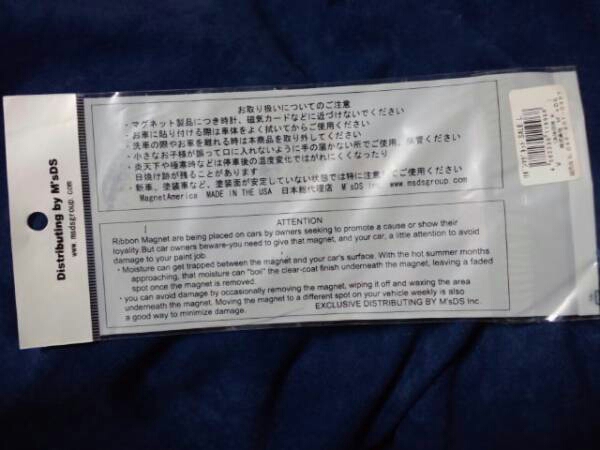 Distributing by M'sDS
www.msdsgroup.com
お取り扱いについてのご注意
・マグネット製品につき時計、磁気カードなどに近づけないでください
・お車に貼り付ける際は車体をよく拭いてからご使用ください
・洗車の際やお車を離れる時は本商品を取り外してください
・小さなお子様が誤って口に入れないように手の届かない所でご使用、保管ください
・炎天下や極寒時などは停車後の温度変化ではがれにくくなったり
日焼け跡が残ることがあります
・新車、塗装車など、塗装面が安定していない状態では特に注意してご使用ください
MagnetAmerica MADE IN THE USA 日本総代理店 M'sDS Inc. www.msdsgroup.com
ATTENTION
Ribbon Magnet are being placed on cars by owners seeking to promote a cause or show their
loyality.But car owners beware-you need to give that magnet, and your car, a little attention to avoid
damage to your paint job.
・Moisture can get trapped between the magnet and your car's surface. With the hot summer months
approaching, that moisture can "boil" the clear-coat finish underneath the magnet, leaving a faded
spot once the magnet is removed.
・you can avoid damage by occasionally removing the magnet, wiping it off and waxing the area
underneath the magnet. Moving the magnet to a different spot on your vehicle weekly is also
a good way to minimize damage. EXCLUSIVE DISTRIBUTING BY M'sDS Inc.